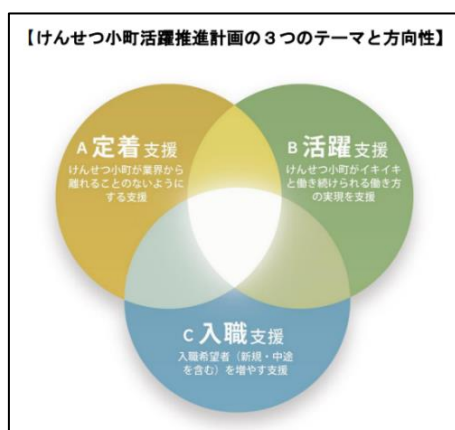 【けんせつ小町活躍推進計画の３つのテーマと方向性】
A 定着支援
けんせつ小町が業界から
離れることのないように
する支援
B 活躍支援
けんせつ小町がイキイキ
と働き続けられる働き方
の実現を支援
C 入職支援
入職希望者（新規・中途
を含む）を増やす支援